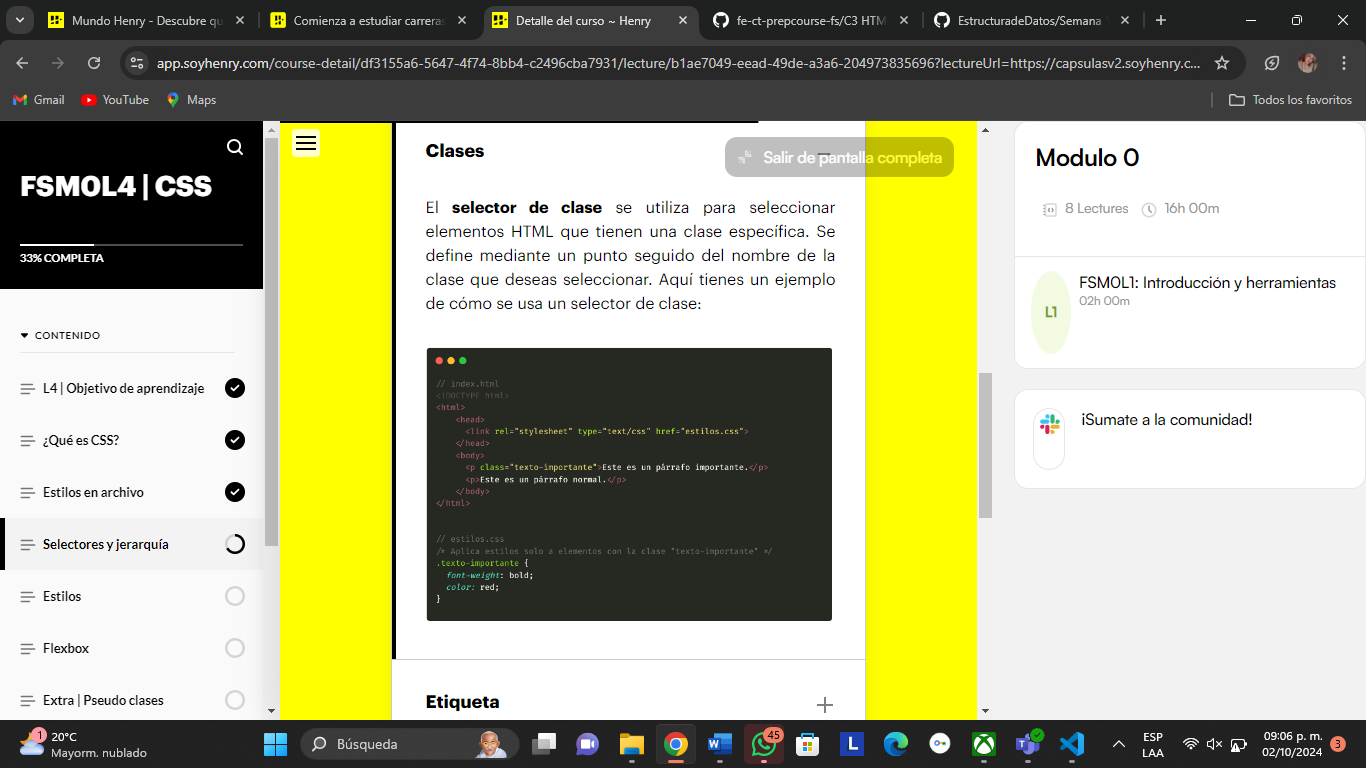 Mundo Henry - Descubre qu
Comienza a estudiar carreras
Detalle del curso ~ Henry
fe-ct-prepcourse-fs/C3 HTM
EstructuradeDatos/Semana
app.soyhenry.com/course-detail/df3155a6-5647-4f74-8bb4-c2496cba7931/lecture/b1ae7049-eead-49de-a3a6-204973835696?lectureUrl=https://capsulasv2.soyhenry.c...
Gmail
YouTube
Maps
Todos los favoritos
FSM0L4 | CSS
33% COMPLETA
CONTENIDO
L4 | Objetivo de aprendizaje
¿Qué es CSS?
Estilos en archivo
Selectores y jerarquía
Estilos
Flexbox
Extra | Pseudo clases
Clases
Salir de pantalla completa
El selector de clase se utiliza para seleccionar
elementos HTML que tienen una clase específica. Se
define mediante un punto seguido del nombre de la
clase que deseas seleccionar. Aquí tienes un ejemplo
de cómo se usa un selector de clase:
// index.html
<!DOCTYPE html>
<html>
<head>
<link rel="stylesheet" type="text/css" href="estilos.css">
</head>
<body>
<p class="texto-importante">Este es un párrafo importante.</p>
<p>Este es un párrafo normal.</p>
</body>
</html>
// estilos.css
/* Aplica estilos solo a elementos con la clase "texto-importante" */
.texto-importante {
font-weight: bold;
color: red;
}
Etiqueta
Modulo 0
8 Lectures
16h 00m
L1
FSM0L1: Introducción y herramientas
02h 00m
¡Sumate a la comunidad!
1
20°C
Mayorm. nublado
Búsqueda
W
45
L
ESP
LAA
09:06 p. m.
02/10/2024
3